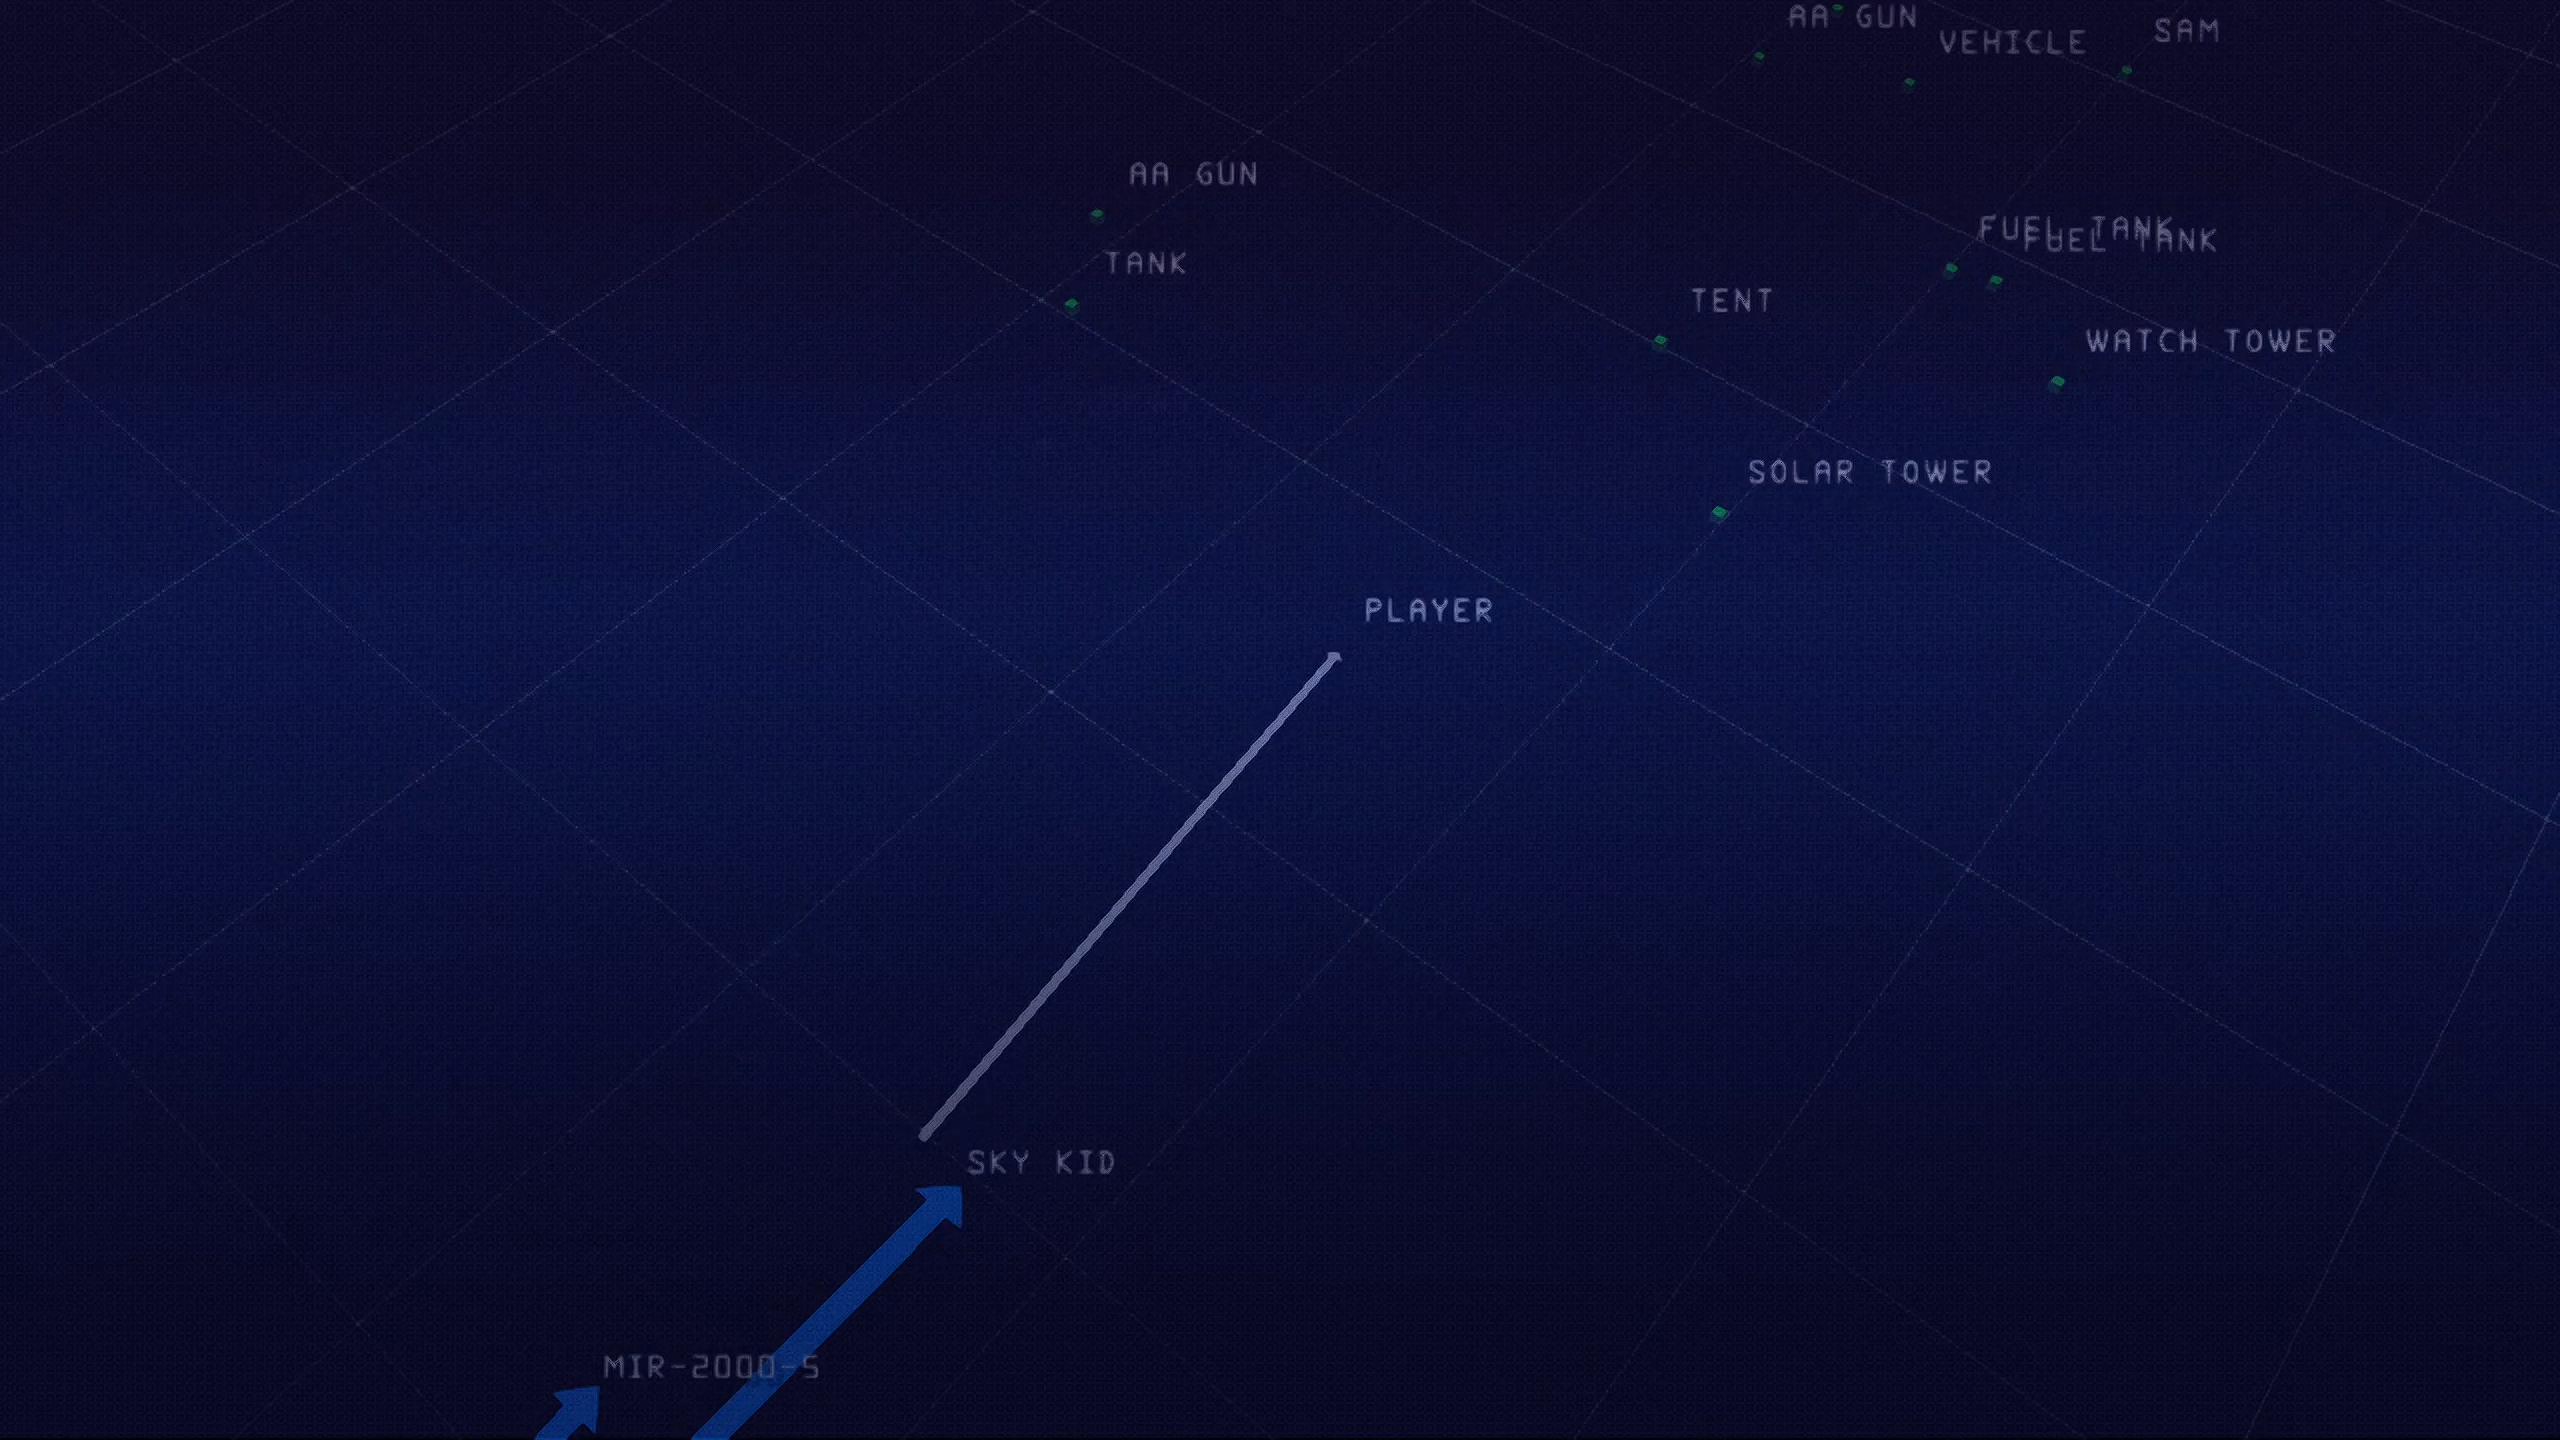 AA GUN
SAM
VEHICLE
AA GUN
FUEL TANK
FUEL TANK
TANK
TENT
WATCH TOWER
SOLAR TOWER
PLAYER
SKY KID
MIR-2000-5